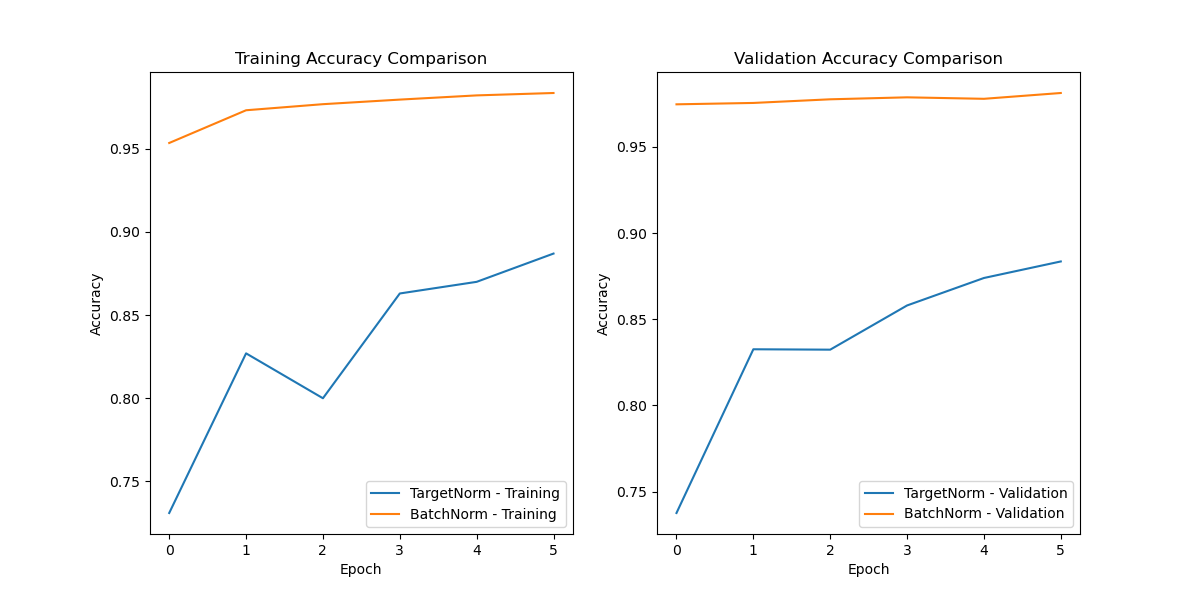 Training Accuracy Comparison
Accuracy
0.95
0.90
0.85
0.80
0.75
TargetNorm - Training
BatchNorm - Training
0 1 2 3 4 5
Epoch
Validation Accuracy Comparison
Accuracy
0.95
0.90
0.85
0.80
0.75
TargetNorm - Validation
BatchNorm - Validation
0 1 2 3 4 5
Epoch